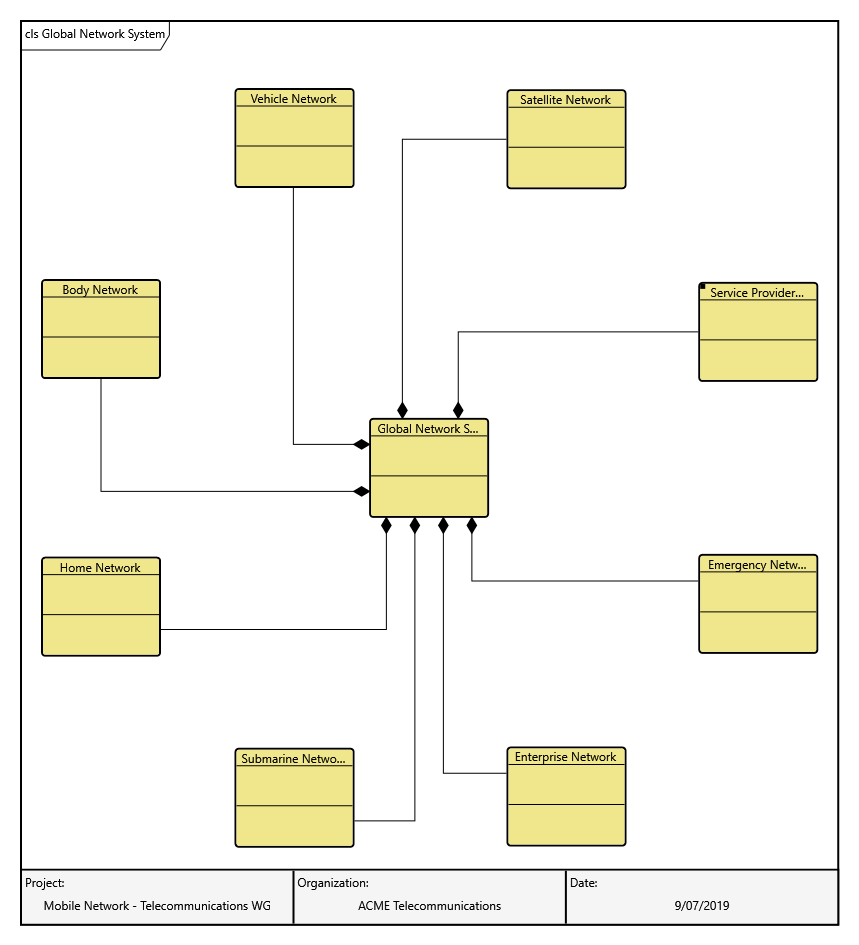 cls Global Network System
Vehicle Network
Satellite Network
Body Network
Service Provider...
Global Network S...
Home Network
Emergency Netw...
Submarine Netwo...
Enterprise Network
Project:
Mobile Network - Telecommunications WG
Organization:
ACME Telecommunications
Date:
9/07/2019